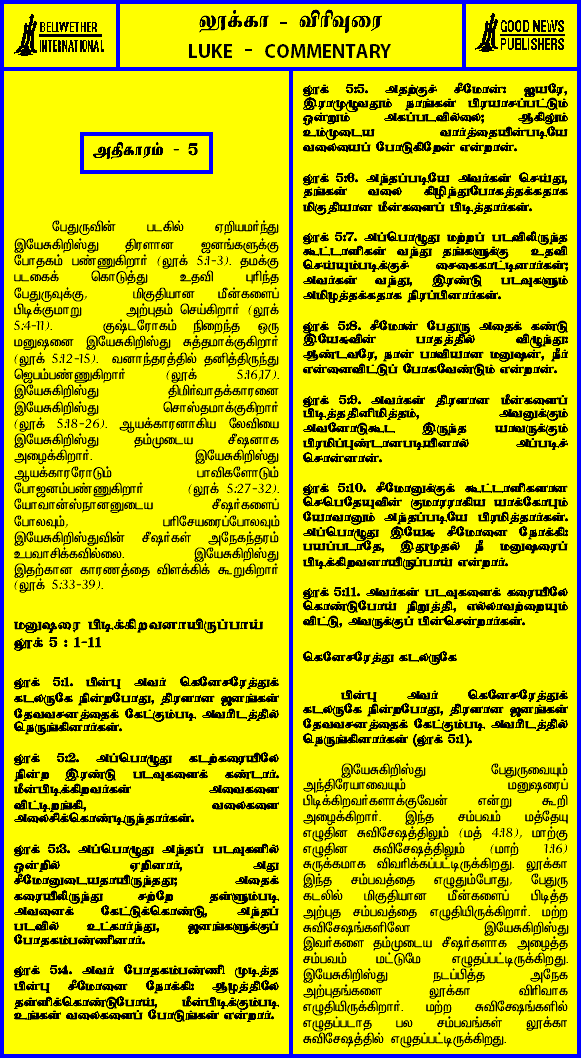 BELLWETHER
INTERNATIONAL
லூக்கா - விரிவுரை
LUKE - COMMENTARY
GOOD NEWS
PUBLISHERS
அதிகாரம் - 5
பேதுருவின் படகில் ஏறியமர்ந்து
இயேசுகிறிஸ்து திரளான ஜனங்களுக்கு
போதகம் பண்ணுகிறார் (லூக் 5:1-3). தமக்கு
படகைக் கொடுத்து உதவி புரிந்த
பேதுருவுக்கு, மிகுதியான மீன்களைப்
பிடிக்குமாறு அற்புதம் செய்கிறார் (லூக்
5:4-11). குஷ்டரோகம் நிறைந்த ஒரு
மனுஷனை இயேசுகிறிஸ்து சுத்தமாக்குகிறார்
(லூக் 5:12-15). வனாந்தரத்தில் தனித்திருந்து
ஜெபம்பண்ணுகிறார் (லூக் 5:16,17).
இயேசுகிறிஸ்து திமிர்வாதக்காரனை
இயேசுகிறிஸ்து சொஸ்தமாக்குகிறார்
(லூக் 5:18-26). ஆயக்காரனாகிய லேவியை
இயேசுகிறிஸ்து தம்முடைய சீஷனாக
அழைக்கிறார். இயேசுகிறிஸ்து
ஆயக்காரரோடும் பாவிகளோடும்
போஜனம்பண்ணுகிறார் (லூக் 5:27-32).
யோவான்ஸ்நானனுடைய சீஷர்களைப்
போலவும், பரிசேயரைப்போலவும்
இயேசுகிறிஸ்துவின் சீஷர்கள் அநேகந்தரம்
உபவாசிக்கவில்லை. இயேசுகிறிஸ்து
இதற்கான காரணத்தை விளக்கிக் கூறுகிறார்
(லூக் 5:33-39).
மனுஷரை பிடிக்கிறவனாயிருப்பாய்
லூக் 5 : 1-11
லூக் 5:1. பின்பு அவர் கெனேசரேத்துக்
கடலருகே நின்றபோது, திரளான ஜனங்கள்
தேவவசனத்தைக் கேட்கும்படி அவரிடத்தில்
நெருங்கினார்கள்.
லூக் 5:2. அப்பொழுது கடற்கரையிலே
நின்ற இரண்டு படவுகளைக் கண்டார்.
மீன்பிடிக்கிறவர்கள் அவைகளை
விட்டிறங்கி, வலைகளை
அலைசிக்கொண்டிருந்தார்கள்.
லூக் 5:3. அப்பொழுது அந்தப் படவுகளில்
ஒன்றில் ஏறினார், அது
சீமோனுடையதாயிருந்தது; அதைக்
கரையிலிருந்து சற்றே தள்ளும்படி
அவனைக் கேட்டுக்கொண்டு, அந்தப்
படவில் உட்கார்ந்து, ஜனங்களுக்குப்
போதகம்பண்ணினார்.
லூக் 5:4. அவர் போதகம்பண்ணி முடித்த
பின்பு சீமோனை நோக்கி: ஆழத்திலே
தள்ளிக்கொண்டுபோய், மீன்பிடிக்கும்படி
உங்கள் வலைகளைப் போடுங்கள் என்றார்.
லூக் 5:5. அதற்குச் சீமோன்: ஐயரே,
இராமுழுவதும் நாங்கள் பிரயாசப்பட்டும்
ஒன்றும் அகப்படவில்லை; ஆகிலும்
உம்முடைய வார்த்தையின்படியே
வலையைப் போடுகிறேன் என்றான்.
லூக் 5:6. அந்தப்படியே அவர்கள் செய்து,
தங்கள் வலை கிழிந்துபோகத்தக்கதாக
மிகுதியான மீன்களைப் பிடித்தார்கள்.
லூக் 5:7. அப்பொழுது மற்றப் படவிலிருந்த
கூட்டாளிகள் வந்து தங்களுக்கு உதவி
செய்யும்படிக்குச் சைகைகாட்டினார்கள்;
அவர்கள் வந்து, இரண்டு படவுகளும்
அமிழத்தக்கதாக நிரப்பினார்கள்.
லூக் 5:8. சீமோன் பேதுரு அதைக் கண்டு
இயேசுவின் பாதத்தில் விழுந்து:
ஆண்டவரே, நான் பாவியான மனுஷன், நீர்
என்னைவிட்டுப் போகவேண்டும் என்றான்.
லூக் 5:9. அவர்கள் திரளான மீன்களைப்
பிடித்ததினிமித்தம், அவனுக்கும்
அவனோடுகூட இருந்த யாவருக்கும்
பிரமிப்புண்டானபடியினால் அப்படிச்
சொன்னான்.
லூக் 5:10. சீமோனுக்குக் கூட்டாளிகளான
செபெதேயுவின் குமாரராகிய யாக்கோபும்
யோவானும் அந்தப்படியே பிரமித்தார்கள்.
அப்பொழுது இயேசு சீமோனை நோக்கி:
பயப்படாதே, இதுமுதல் நீ மனுஷரைப்
பிடிக்கிறவனாயிருப்பாய் என்றார்.
லூக் 5:11. அவர்கள் படவுகளைக் கரையிலே
கொண்டுபோய் நிறுத்தி, எல்லாவற்றையும்
விட்டு, அவருக்குப் பின்சென்றார்கள்.
கெனேசரேத்து கடலருகே
பின்பு அவர் கெனேசரேத்துக்
கடலருகே நின்றபோது, திரளான ஜனங்கள்
தேவவசனத்தைக் கேட்கும்படி அவரிடத்தில்
நெருங்கினார்கள் (லூக் 5:1).
இயேசுகிறிஸ்து பேதுருவையும்
அந்திரேயாவையும் மனுஷரைப்
பிடிக்கிறவர்களாக்குவேன் என்று கூறி
அழைக்கிறார். இந்த சம்பவம் மத்தேயு
எழுதின சுவிசேஷத்திலும் (மத் 4:18), மாற்கு
எழுதின சுவிசேஷத்திலும் (மாற் 1:16)
சுருக்கமாக விவரிக்கப்பட்டிருக்கிறது. லூக்கா
இந்த சம்பவத்தை எழுதும்போது, பேதுரு
கடலில் மிகுதியான மீன்களைப் பிடித்த
அற்புத சம்பவத்தை எழுதியிருக்கிறார். மற்ற
சுவிசேஷங்களிலோ இயேசுகிறிஸ்து
இவர்களை தம்முடைய சீஷர்களாக அழைத்த
சம்பவம் மட்டுமே எழுதப்பட்டிருக்கிறது.
இயேசுகிறிஸ்து நடப்பித்த அநேக
அற்புதங்களை லூக்கா விரிவாக
எழுதியிருக்கிறார். மற்ற சுவிசேஷங்களில்
எழுதப்படாத பல சம்பவங்கள் லூக்கா
சுவிசேஷத்தில் எழுதப்பட்டிருக்கிறது.